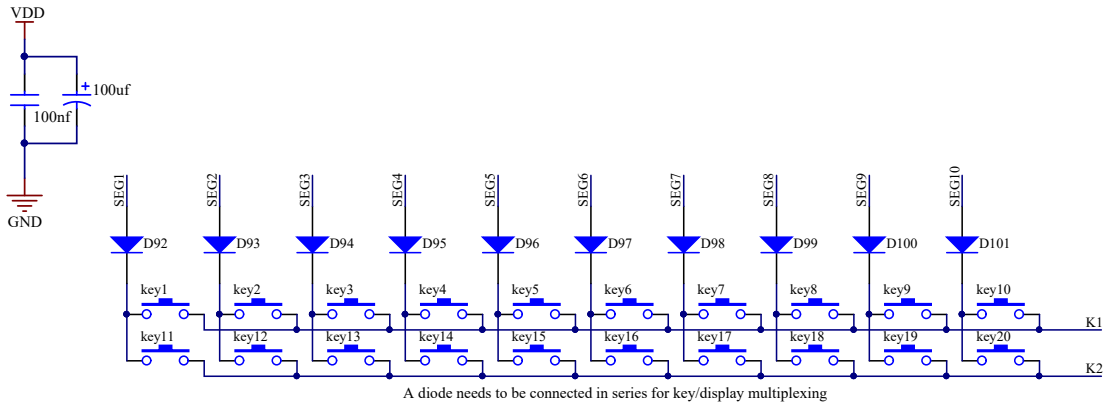 VDD
100uf
100nf
GND
SEG1 SEG2 SEG3 SEG4 SEG5 SEG6 SEG7 SEG8 SEG9 SEG10
D92 D93 D94 D95 D96 D97 D98 D99 D100 D101
key1 key2 key3 key4 key5 key6 key7 key8 key9 key10
K1
key11 key12 key13 key14 key15 key16 key17 key18 key19 key20
K2
A diode needs to be connected in series for key/display multiplexing